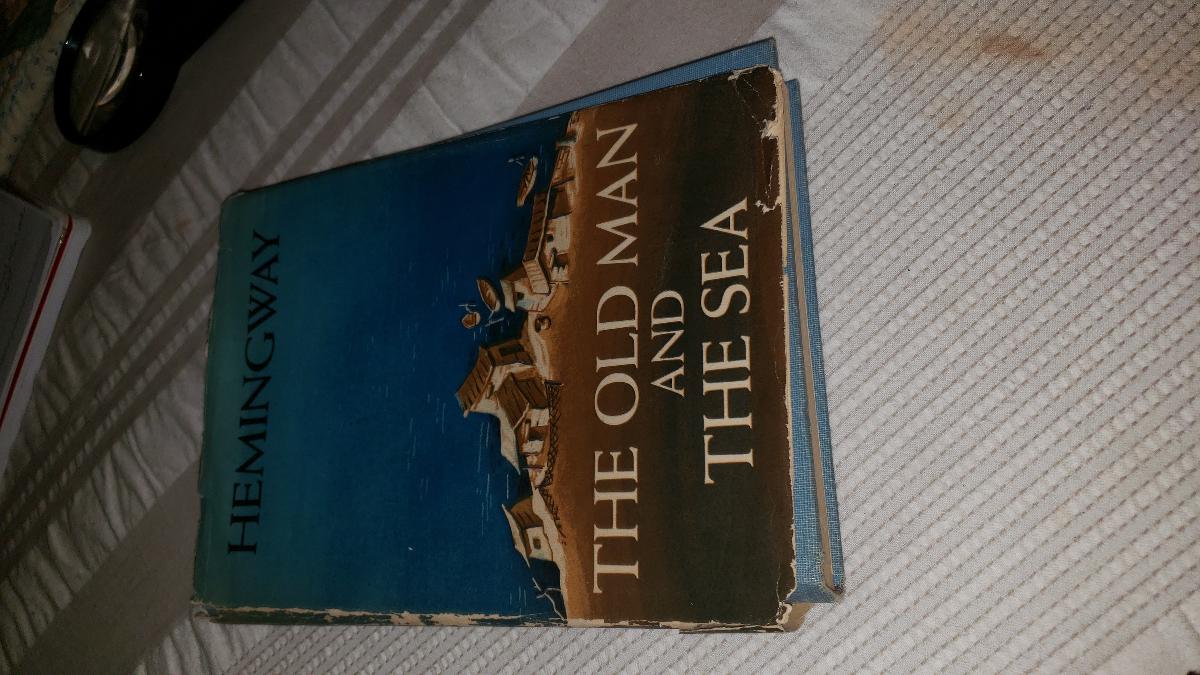 HEMINGWAY
THE OLD MAN
AND
THE SEA